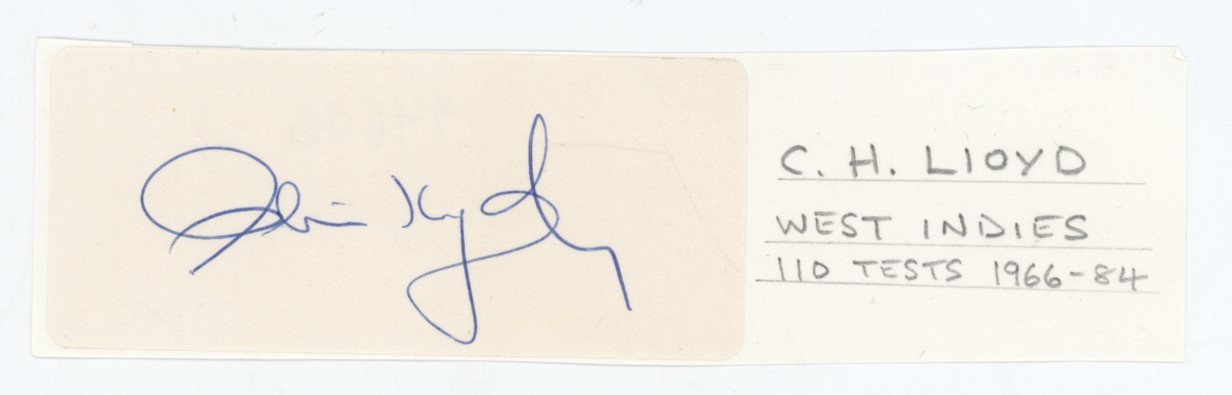 C. H. LLOYD
WEST INDIES
110 TESTS 1966-84